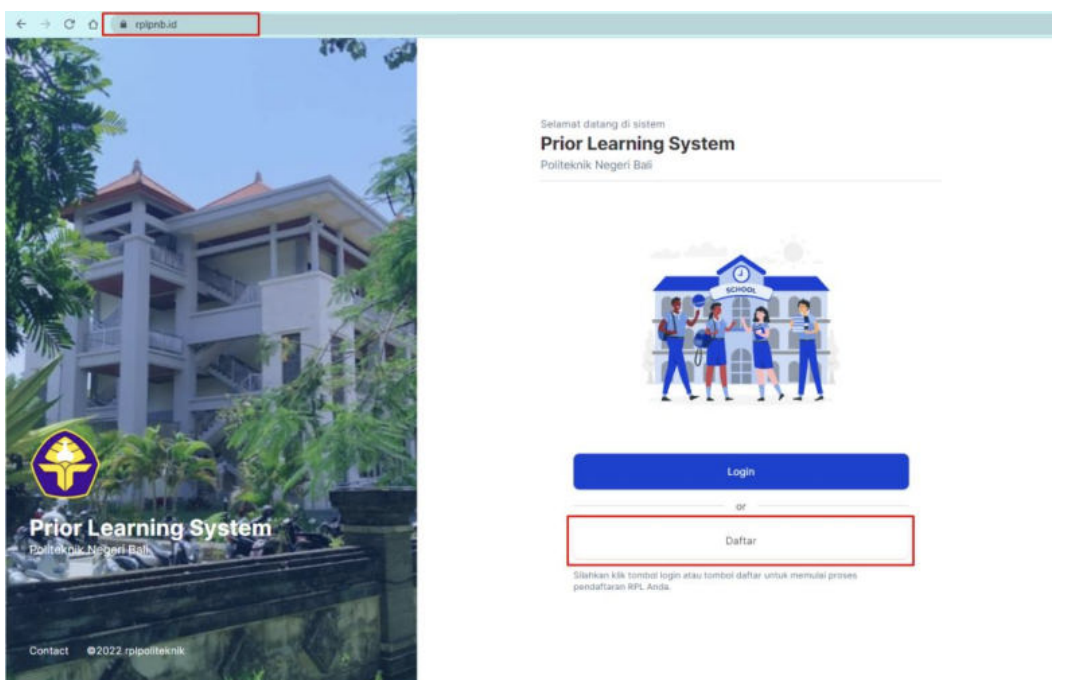 rplpnb.id
Selamat datang di sistem
Prior Learning System
Politeknik Negeri Bali
SCHOOL
Login
or
Daftar
Silahkan klik tombol login atau tombol daftar untuk memulai proses
pendaftaran RPL Anda.
Prior Learning System
Politeknik Negeri Bali
Contact ©2022 rplpoliteknik